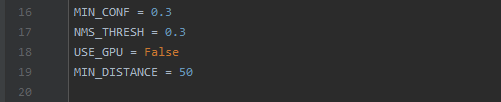 16 MIN_CONF = 0.3
17 NMS_THRESH = 0.3
18 USE_GPU = False
19 MIN_DISTANCE = 50
20